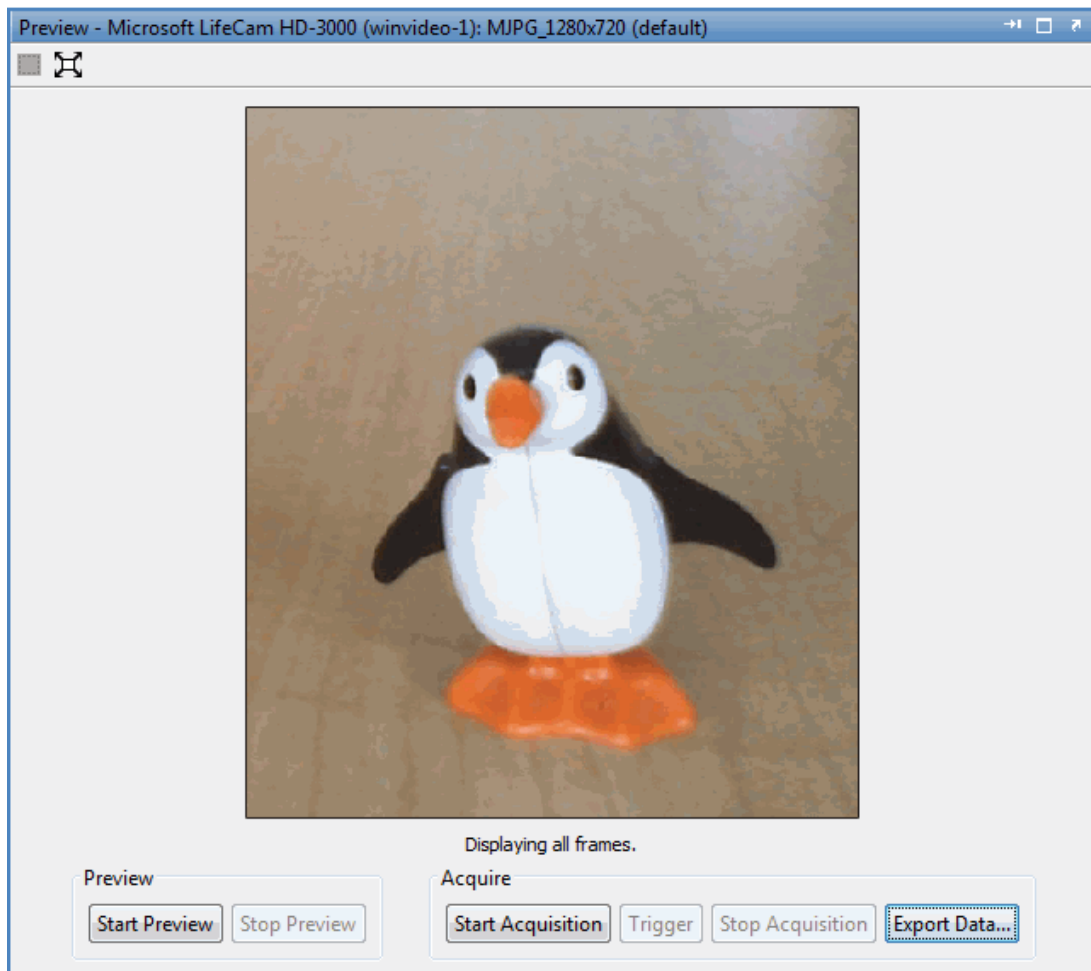 Preview - Microsoft LifeCam HD-3000 (winvideo-1): MJPG_1280x720 (default)
Displaying all frames.
Preview
Start Preview Stop Preview
Acquire
Start Acquisition Trigger Stop Acquisition Export Data...